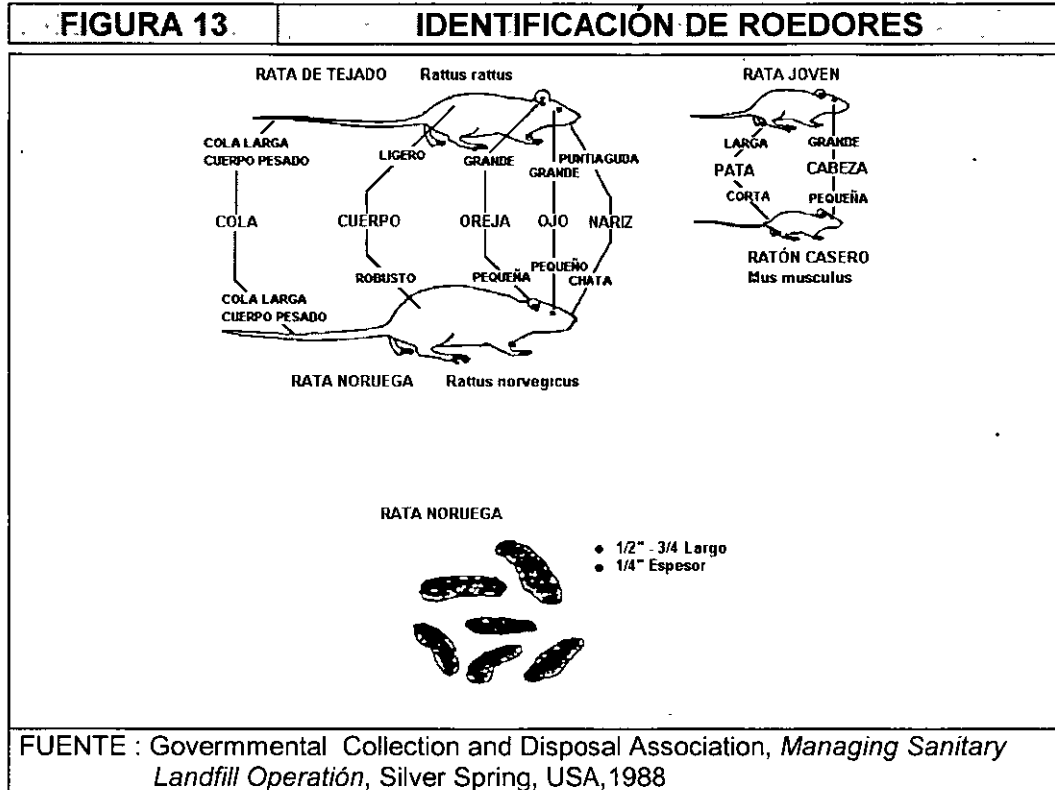 FIGURA 13
IDENTIFICACIÓN DE ROEDORES
RATA DE TEJADO Rattus rattus
COLA LARGA
CUERPO PESADO
LIGERO
GRANDE
GRANDE
PUNTIAGUDA
COLA
CUERPO
OREJA
OJO
NARIZ
ROBUSTO
PEQUEÑA
PEQUEÑO
CHATA
COLA LARGA
CUERPO PESADO
RATA NORUEGA Rattus norvegicus
RATA JOVEN
LARGA
GRANDE
PATA
CABEZA
CORTA
PEQUEÑA
RATÓN CASERO
Mus musculus
RATA NORUEGA
• 1/2" - 3/4 Largo
• 1/4" Espesor
FUENTE : Govermmental Collection and Disposal Association, Managing Sanitary
Landfill Operatión, Silver Spring, USA,1988